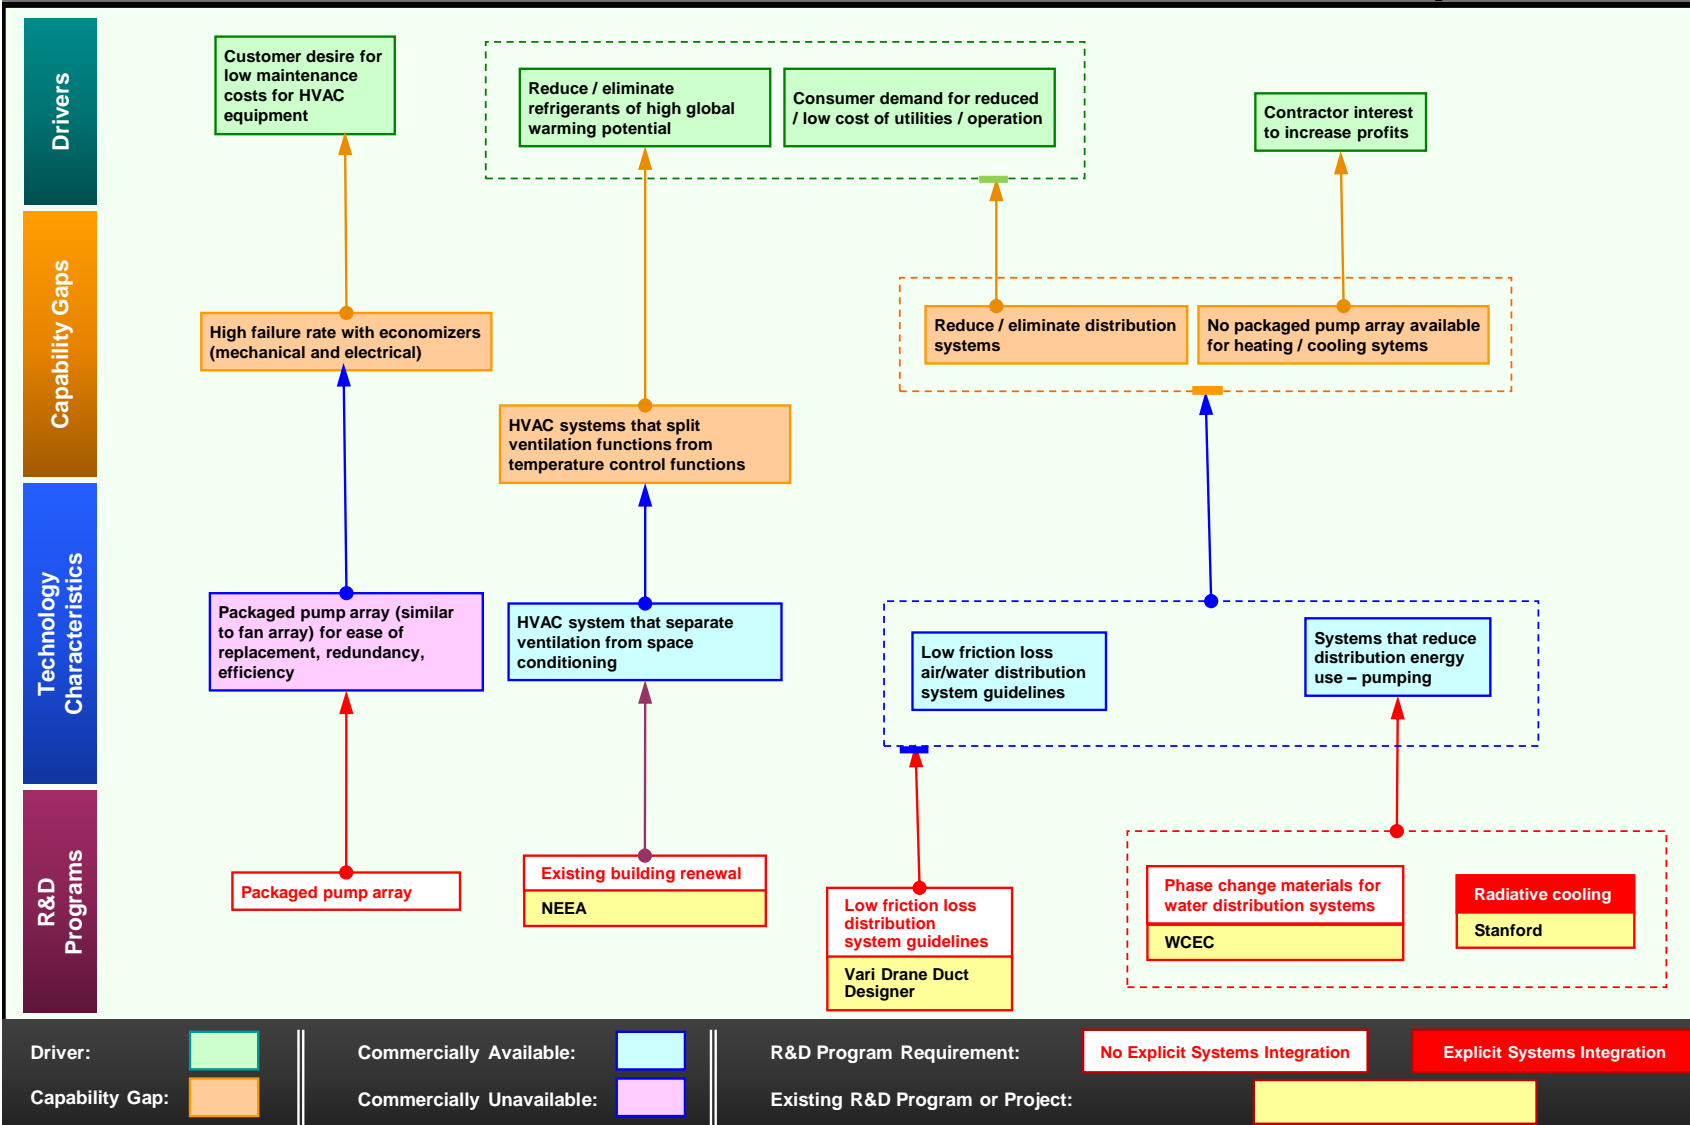 Drivers
Customer desire for
low maintenance
costs for HVAC
equipment
Reduce / eliminate
refrigerants of high global
warming potential
Consumer demand for reduced
/ low cost of utilities / operation
Contractor interest
to increase profits
Capability Gaps
High failure rate with economizers
(mechanical and electrical)
HVAC systems that split
ventilation functions from
temperature control functions
Reduce / eliminate distribution
systems
No packaged pump array available
for heating / cooling sytems
Technology
Characteristics
Packaged pump array (similar
to fan array) for ease of
replacement, redundancy,
efficiency
HVAC system that separate
ventilation from space
conditioning
Low friction loss
air/water distribution
system guidelines
Systems that reduce
distribution energy
use – pumping
R&D
Programs
Packaged pump array
Existing building renewal
NEEA
Low friction loss
distribution
system guidelines
Vari Drane Duct
Designer
Phase change materials for
water distribution systems
WCEC
Radiative cooling
Stanford
Driver:
Capability Gap:
Commercially Available:
Commercially Unavailable:
R&D Program Requirement:
No Explicit Systems Integration
Explicit Systems Integration
Existing R&D Program or Project: